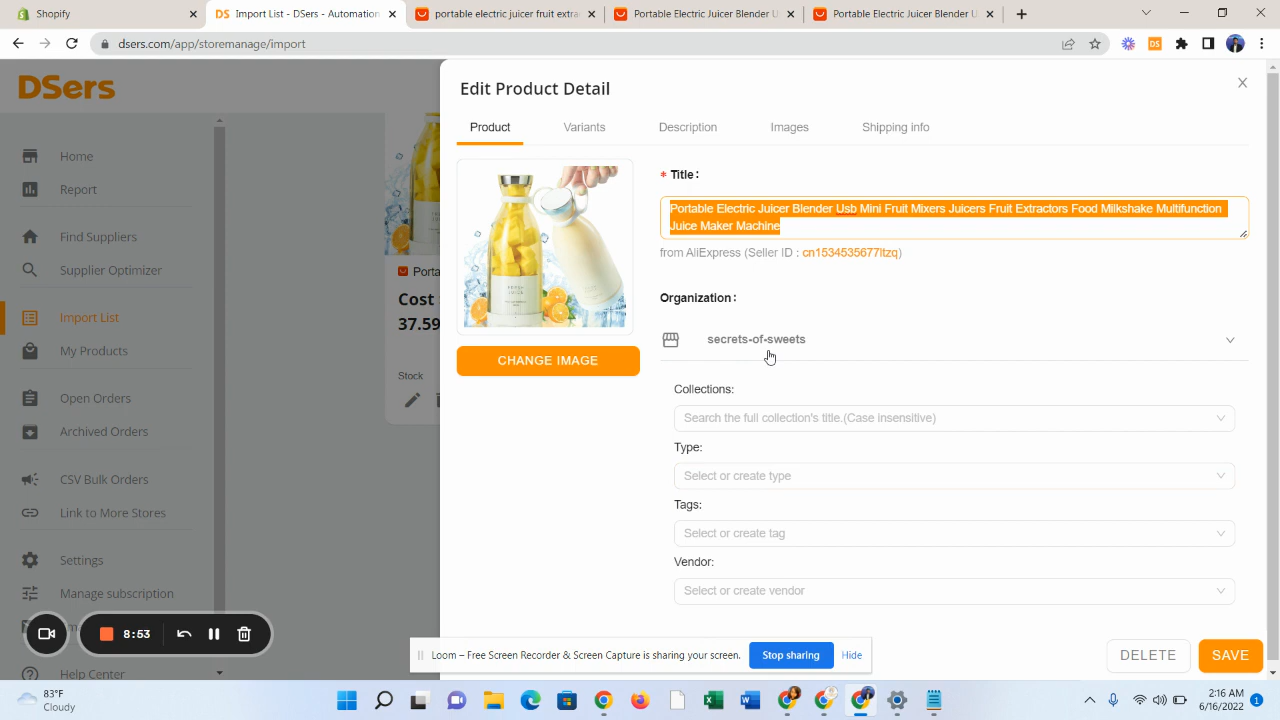 Shopify
DSers
Import List - DSers - Automation
portable electric juicer fruit extra
Portable Electric Juicer Blender U
Portable Electric Juicer Blender U
dsers.com/app/storemanage/import
DS
DSers
Home
Report
Find Suppliers
Supplier Optimizer
Import List
My Products
Open Orders
Archived Orders
CSV Bulk Orders
Link to More Stores
Settings
Manage subscription
Help Center
8:53
Porta
Cost
37.59
Stock
Edit Product Detail
Product
Variants
Description
Images
Shipping info
CHANGE IMAGE
* Title:
Portable Electric Juicer Blender Usb Mini Fruit Mixers Juicers Fruit Extractors Food Milkshake Multifunction
Juice Maker Machine
from AliExpress (Seller ID : cn1534535677ltzq)
Organization:
secrets-of-sweets
Collections:
Search the full collection's title.(Case insensitive)
Type:
Select or create type
Tags:
Select or create tag
Vendor:
Select or create vendor
Loom – Free Screen Recorder & Screen Capture is sharing your screen.
Stop sharing
Hide
DELETE
SAVE
83°F
Cloudy
2:16 AM
6/16/2022
1